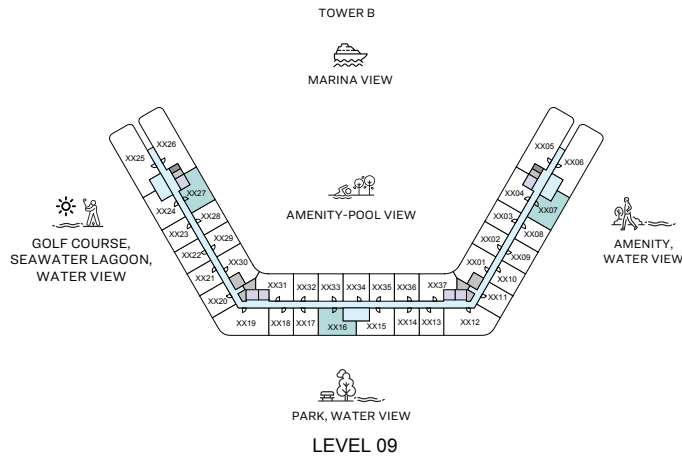 TOWER B
MARINA VIEW
XX26
XX05
XX25
XX06
XX27
XX04
XX07
XX24
XX28
XX03
XX08
XX23
XX29
XX02
XX09
XX22
XX30
XX01
XX10
XX21
XX31
XX32
XX33
XX34
XX35
XX36
XX37
XX11
XX20
XX19
XX18
XX17
XX16
XX15
XX14
XX13
XX12
AMENITY-POOL VIEW
GOLF COURSE,
SEAWATER LAGOON,
WATER VIEW
AMENITY,
WATER VIEW
PARK, WATER VIEW
LEVEL 09